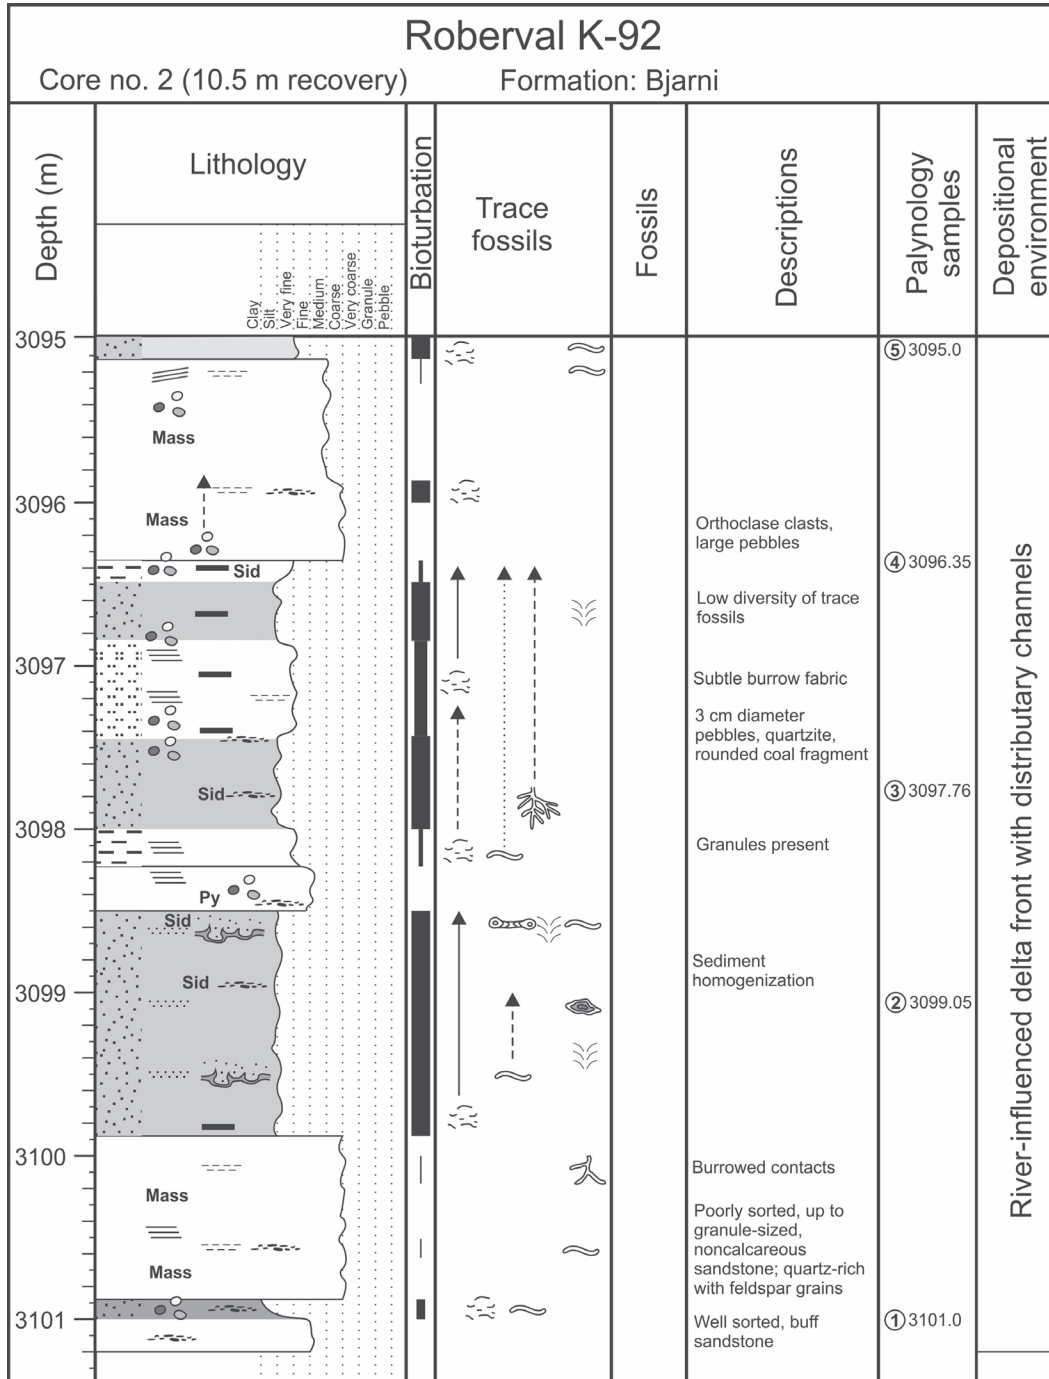 Roberval K-92
Core no. 2 (10.5 m recovery)
Formation: Bjarni
Depth (m)
Lithology
Bioturbation
Trace
fossils
Fossils
Descriptions
Palynology
samples
Depositional
environment
Clay
Silt
Very fine
Fine
Medium
Coarse
Very coarse
Granule
Pebble
3095
5 3095.0
Mass
3096
Mass
Orthoclase clasts,
large pebbles
4 3096.35
Sid
Low diversity of trace
fossils
3097
Subtle burrow fabric
3 cm diameter
pebbles, quartzite,
rounded coal fragment
Sid
3 3097.76
3098
Granules present
Py
Sid
Sediment
homogenization
Sid
3099
2 3099.05
3100
Burrowed contacts
Mass
Poorly sorted, up to
granule-sized,
noncalcareous
sandstone; quartz-rich
with feldspar grains
Mass
3101
1 3101.0
Well sorted, buff
sandstone
River-influenced delta front with distributary channels